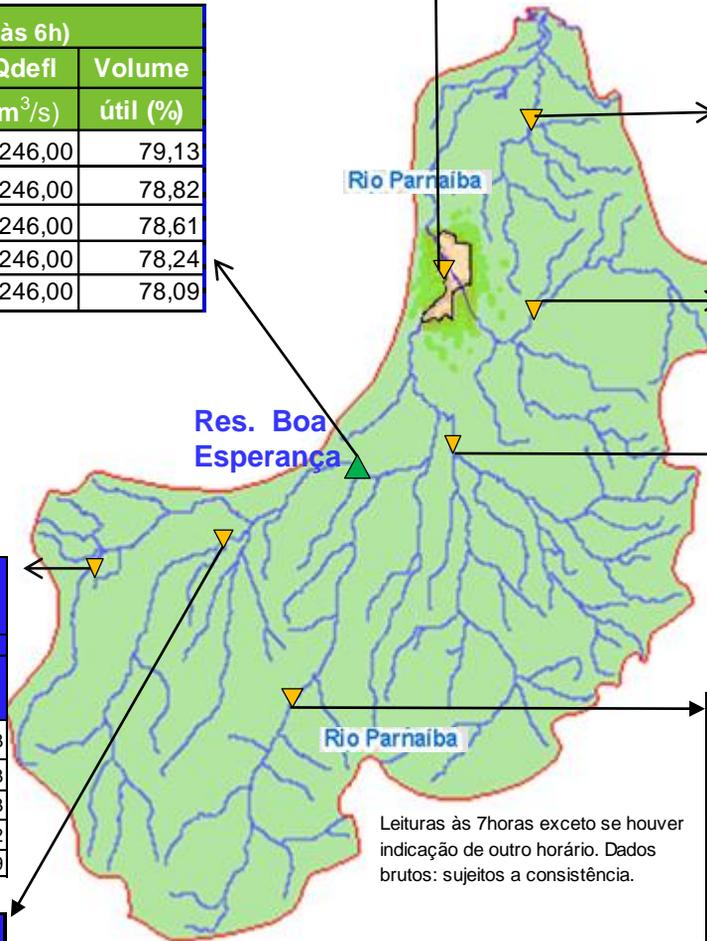 às 6h)
Qdefl Volume
m³/s) útil (%)
246,00 79,13
246,00 78,82
246,00 78,61
246,00 78,24
246,00 78,09
Rio Parnaíba
Res. Boa
Esperança
Rio Parnaíba
Leituras às 7horas exceto se houver
indicação de outro horário. Dados
brutos: sujeitos a consistência.